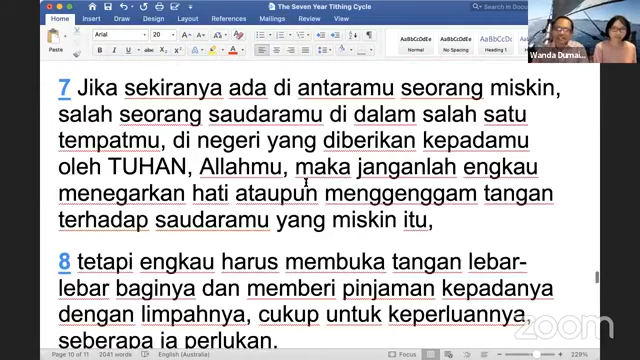 The Seven Year Tithing Cycle
Search in Docu
Home Insert Draw Design Layout References Mailings Review View
Paste
Arial
20
AaBbCcDdEe
AaBbCcDdEe
AaBbCcDd
Normal
No Spacing
Heading 1
7 Jika sekiranya ada di antaramu seorang miskin,
salah seorang saudaramu di dalam salah satu
tempatmu, di negeri yang diberikan kepadamu
oleh TUHAN, Allahmu, maka janganlah engkau
menegarkan hati ataupun menggenggam tangan
terhadap saudaramu yang miskin itu,
8 tetapi engkau harus membuka tangan lebar-
lebar baginya dan memberi pinjaman kepadanya
dengan limpahnya, cukup untuk keperluannya,
seberapa ia perlukan.
Page 10 of 11
2041 words
English (Australia)
Focus
229%
Wanda Dumai...
zoom